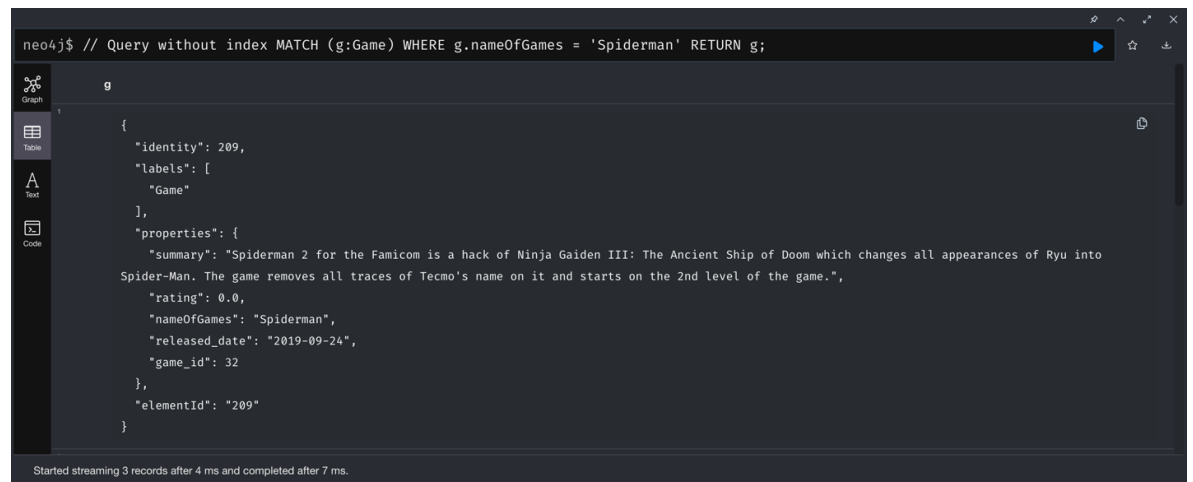 neo4j$ // Query without index MATCH (g:Game) WHERE g.nameOfGames = 'Spiderman' RETURN g;
Graph
Table
Text
Code
g
1
{
"identity": 209,
"labels": [
"Game"
],
"properties": {
"summary": "Spiderman 2 for the Famicom is a hack of Ninja Gaiden III: The Ancient Ship of Doom which changes all appearances of Ryu into
Spider-Man. The game removes all traces of Tecmo's name on it and starts on the 2nd level of the game.",
"rating": 0.0,
"nameOfGames": "Spiderman",
"released_date": "2019-09-24",
"game_id": 32
},
"elementId": "209"
}
Started streaming 3 records after 4 ms and completed after 7 ms.